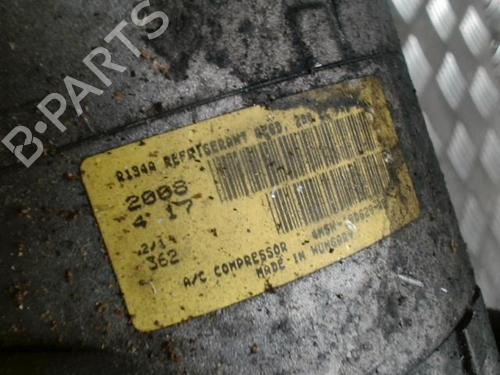 B-PARTS
R134A REFRIGERANT
2008
4 17
362
A/C COMPRESSOR
MADE IN HUNGARY